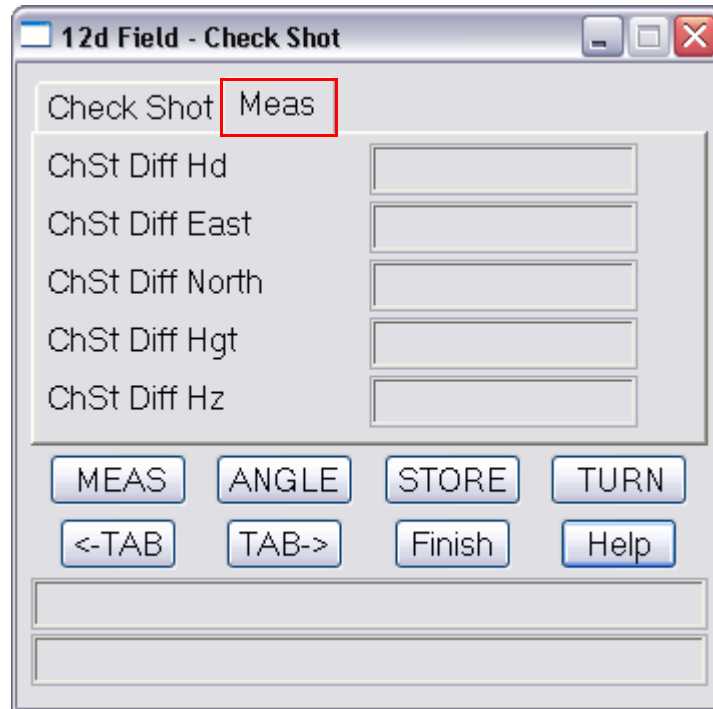 12d Field - Check Shot
Check Shot Meas
ChSt Diff Hd
ChSt Diff East
ChSt Diff North
ChSt Diff Hgt
ChSt Diff Hz
MEAS ANGLE STORE TURN
<-TAB TAB-> Finish Help